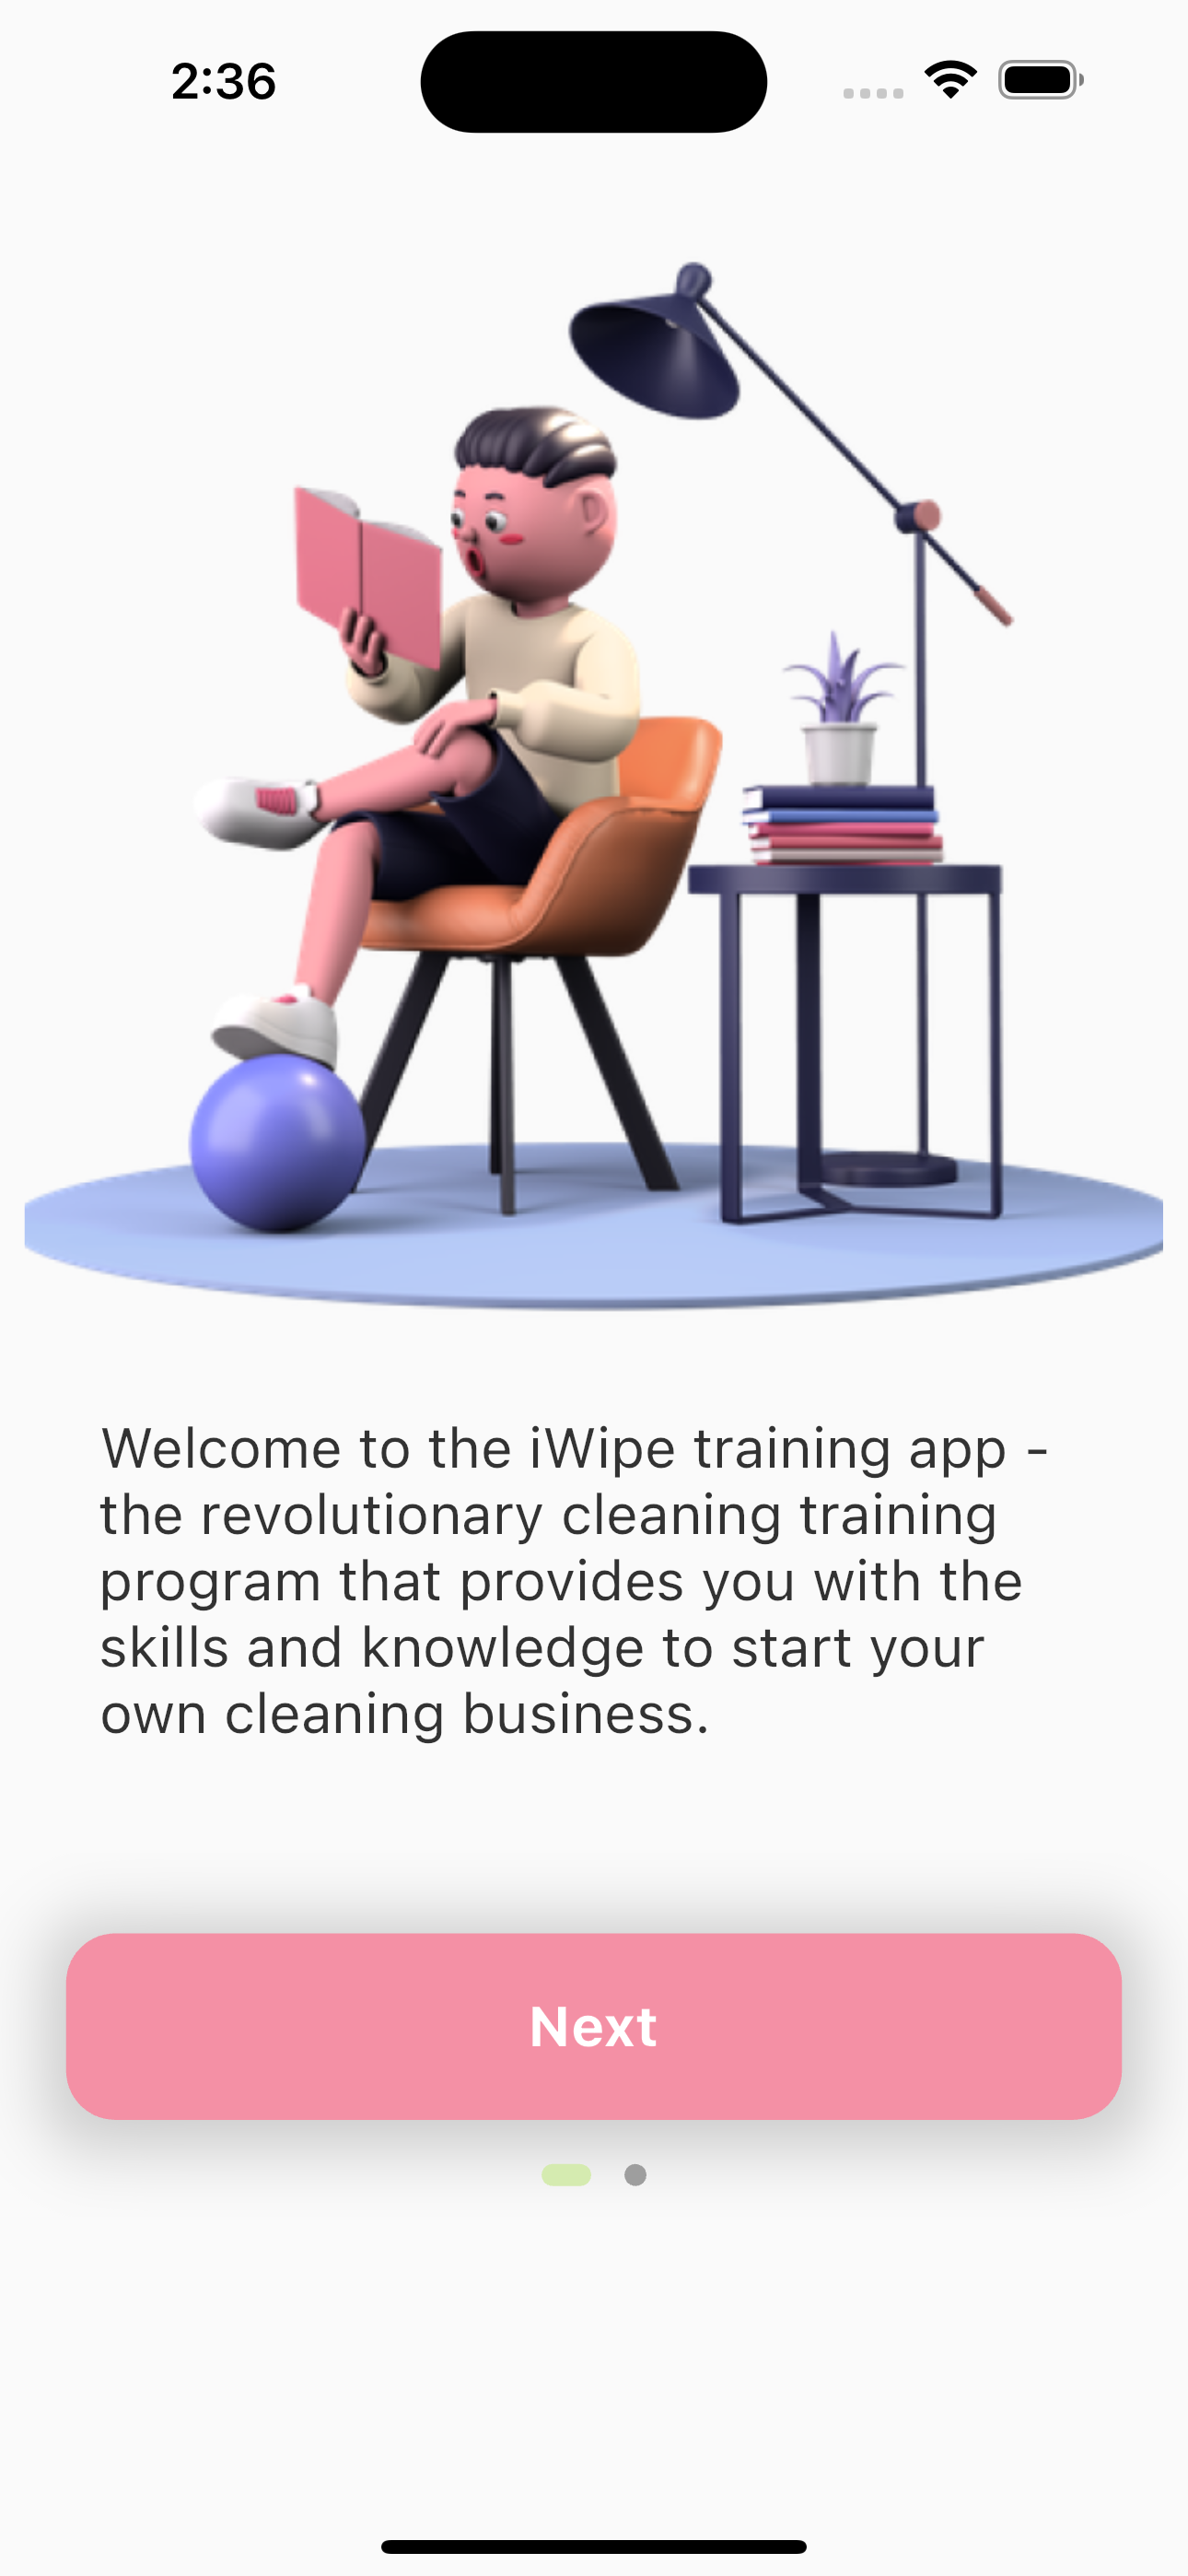 2:36
Welcome to the iWipe training app -
the revolutionary cleaning training
program that provides you with the
skills and knowledge to start your
own cleaning business.
Next